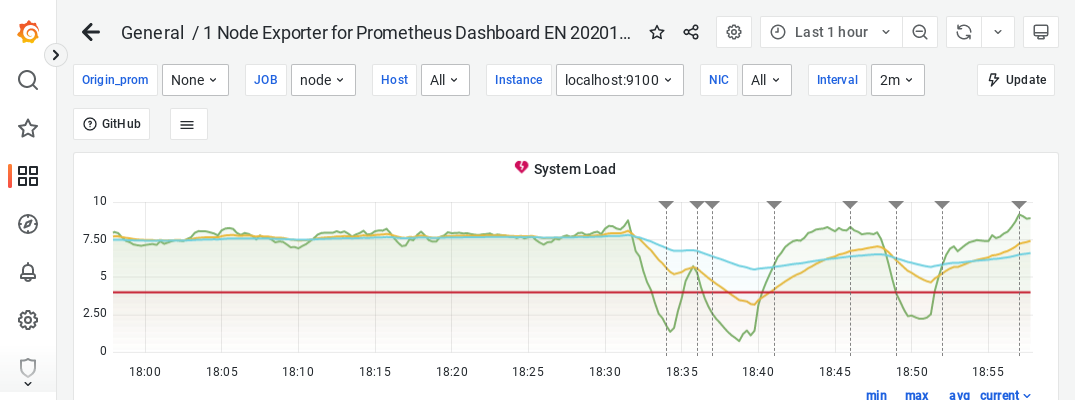 General / 1 Node Exporter for Prometheus Dashboard EN 20201...
Last 1 hour
Origin_prom None JOB node Host All Instance localhost:9100 NIC All Interval 2m Update
GitHub
System Load
10
7.50
5
2.50
0
18:00 18:05 18:10 18:15 18:20 18:25 18:30 18:35 18:40 18:45 18:50 18:55
min max avg current